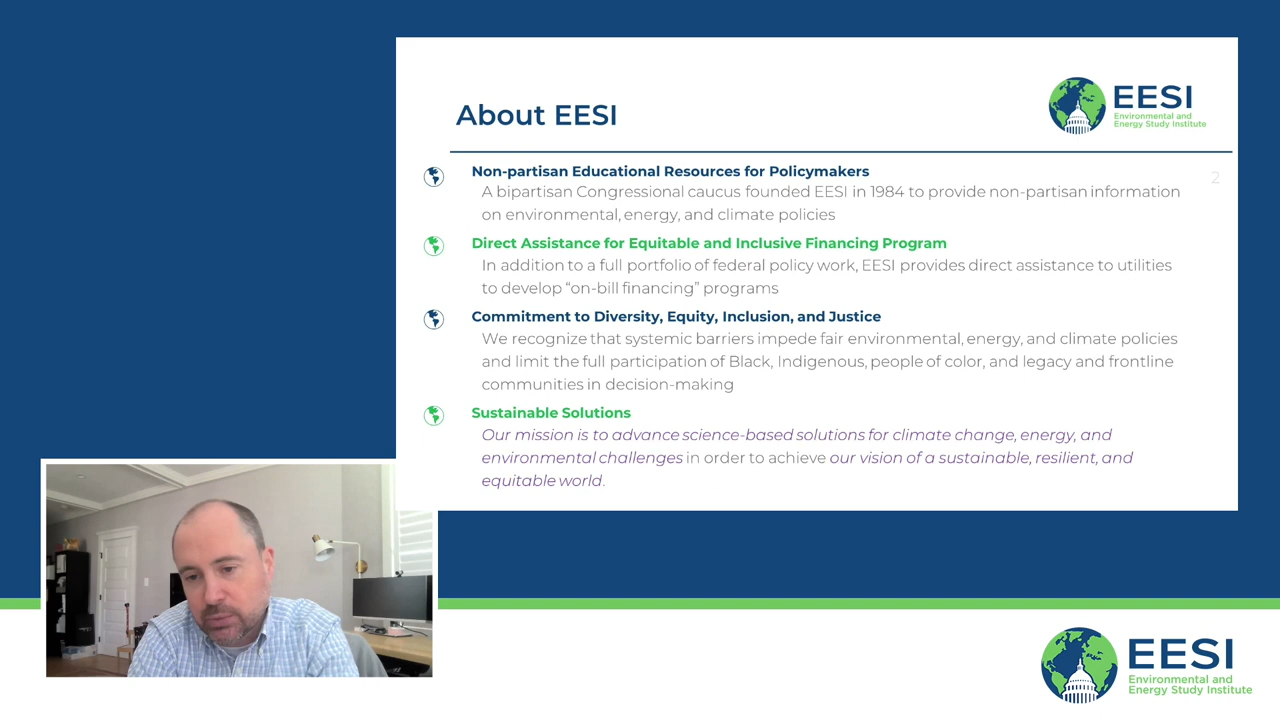 About EESI
EESI
Environmental and
Energy Study Institute
2
Non-partisan Educational Resources for Policymakers
A bipartisan Congressional caucus founded EESI in 1984 to provide non-partisan information
on environmental, energy, and climate policies
Direct Assistance for Equitable and Inclusive Financing Program
In addition to a full portfolio of federal policy work, EESI provides direct assistance to utilities
to develop “on-bill financing” programs
Commitment to Diversity, Equity, Inclusion, and Justice
We recognize that systemic barriers impede fair environmental, energy, and climate policies
and limit the full participation of Black, Indigenous, people of color, and legacy and frontline
communities in decision-making
Sustainable Solutions
Our mission is to advance science-based solutions for climate change, energy, and
environmental challenges in order to achieve our vision of a sustainable, resilient, and
equitable world.
EESI
Environmental and
Energy Study Institute